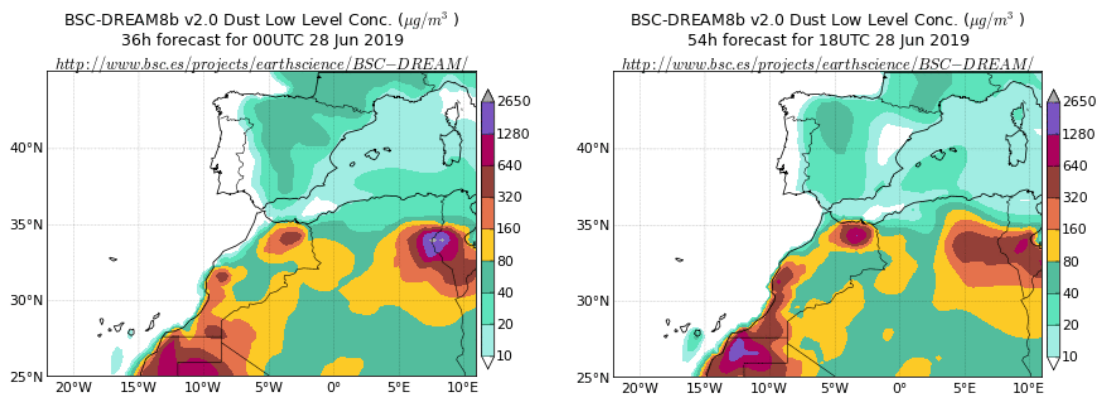 BSC-DREAM8b v2.0 Dust Low Level Conc. (μg/m³ )
36h forecast for 00UTC 28 Jun 2019
http://www.bsc.es/projects/earthscience/BSC−DREAM/
40°N
35°N
30°N
25°N
20°W
15°W
10°W
5°W
0°
5°E
10°E
2650
1280
640
320
160
80
40
20
10
BSC-DREAM8b v2.0 Dust Low Level Conc. (μg/m³ )
54h forecast for 18UTC 28 Jun 2019
http://www.bsc.es/projects/earthscience/BSC−DREAM/
40°N
35°N
30°N
25°N
20°W
15°W
10°W
5°W
0°
5°E
10°E
2650
1280
640
320
160
80
40
20
10